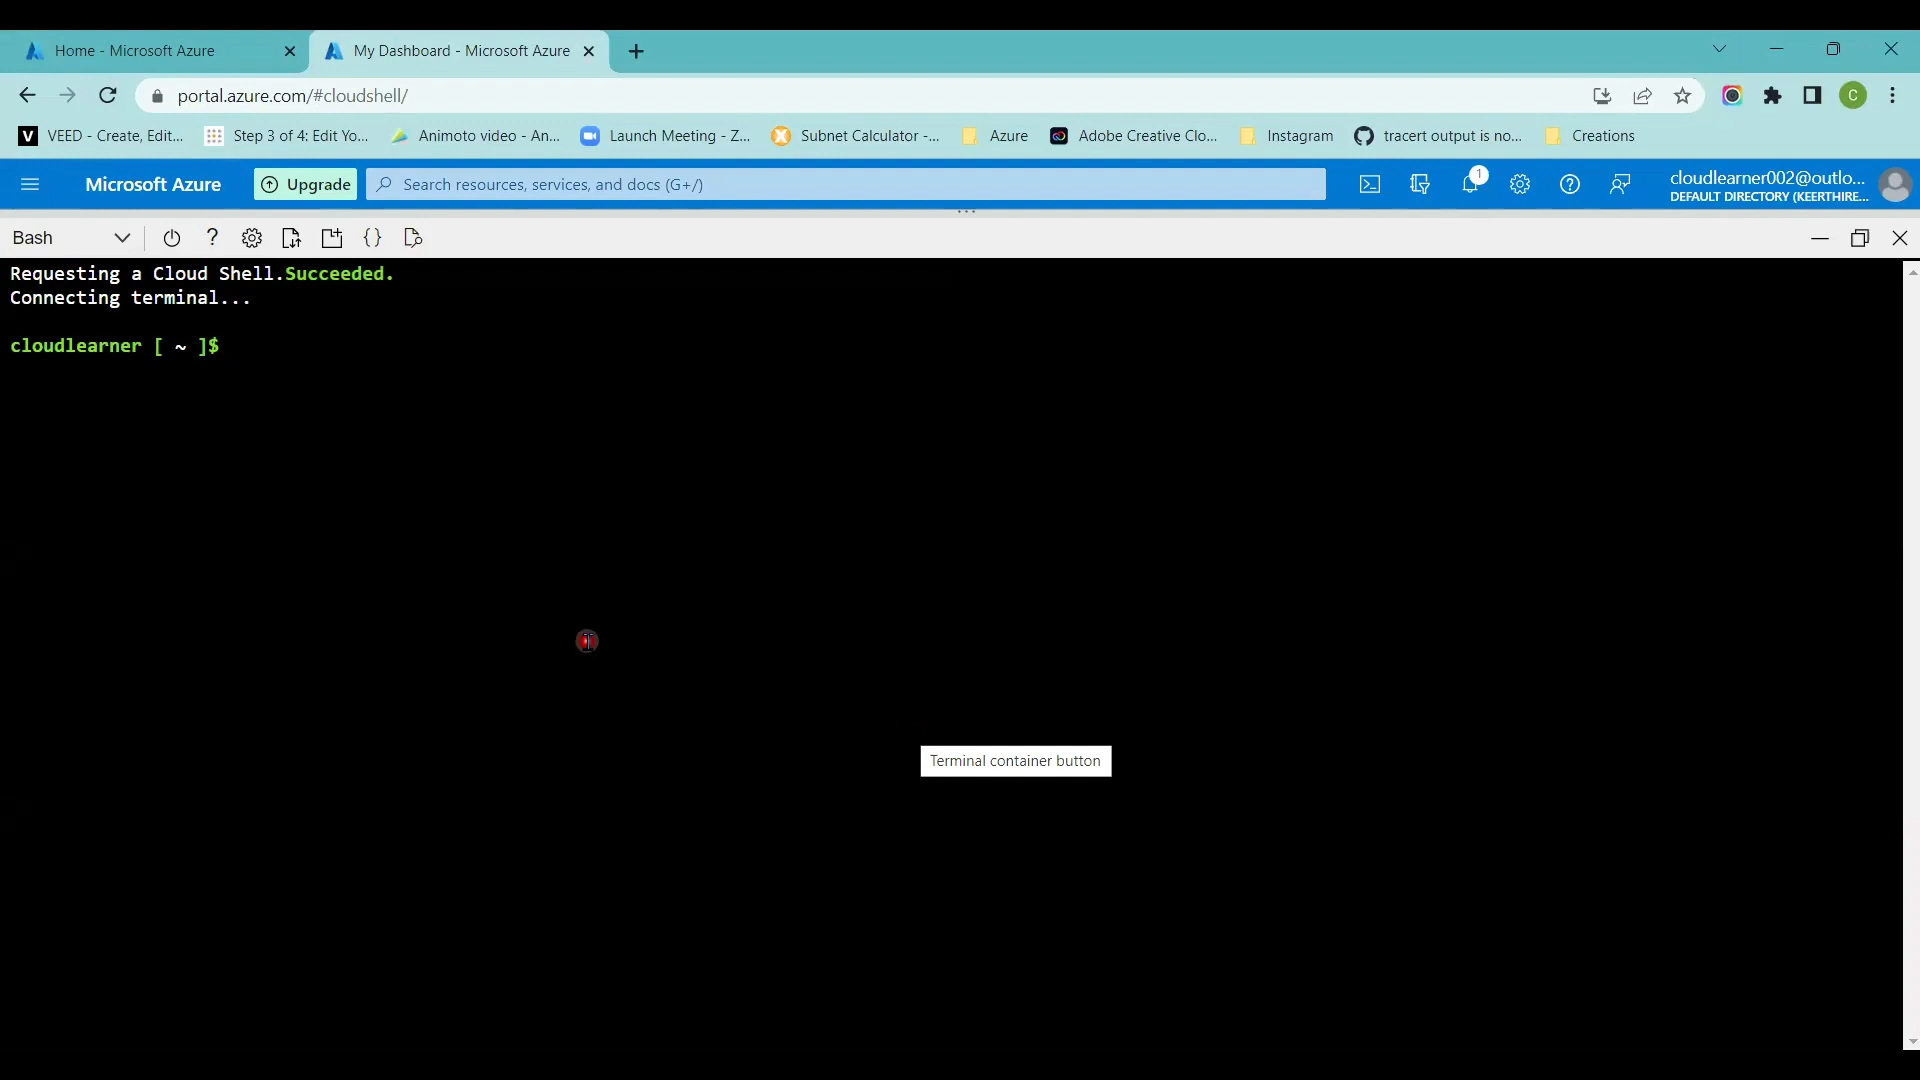 Home - Microsoft Azure
My Dashboard - Microsoft Azure
portal.azure.com/#cloudshell/
C
V VEED - Create, Edit... Step 3 of 4: Edit Yo... Animoto video - An... Launch Meeting - Z... Subnet Calculator -... Azure Adobe Creative Clo... Instagram tracert output is no... Creations
Microsoft Azure Upgrade Search resources, services, and docs (G+/) 1 cloudlearner002@outlo...
DEFAULT DIRECTORY (KEERTHIRE...
Bash ? { }
Requesting a Cloud Shell.Succeeded.
Connecting terminal...
cloudlearner [ ~ ]$
Terminal container button